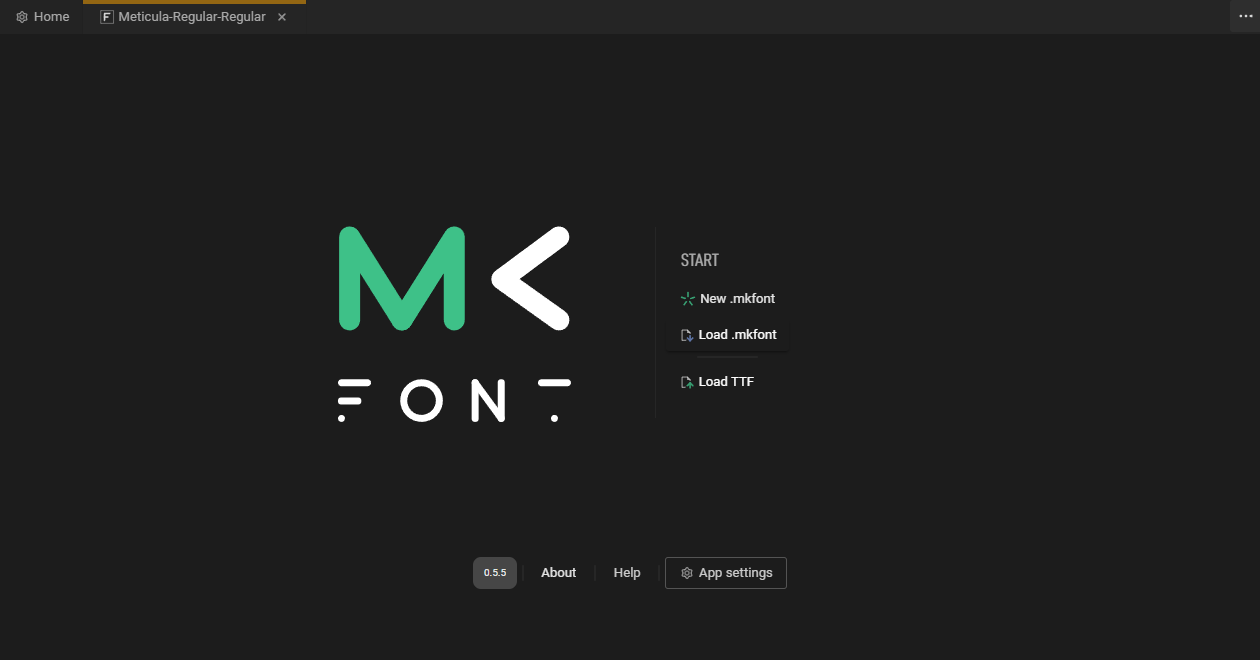 Home
Meticula-Regular-Regular
MK
FONT
START
New .mkfont
Load .mkfont
Load TTF
0.5.5
About
Help
App settings